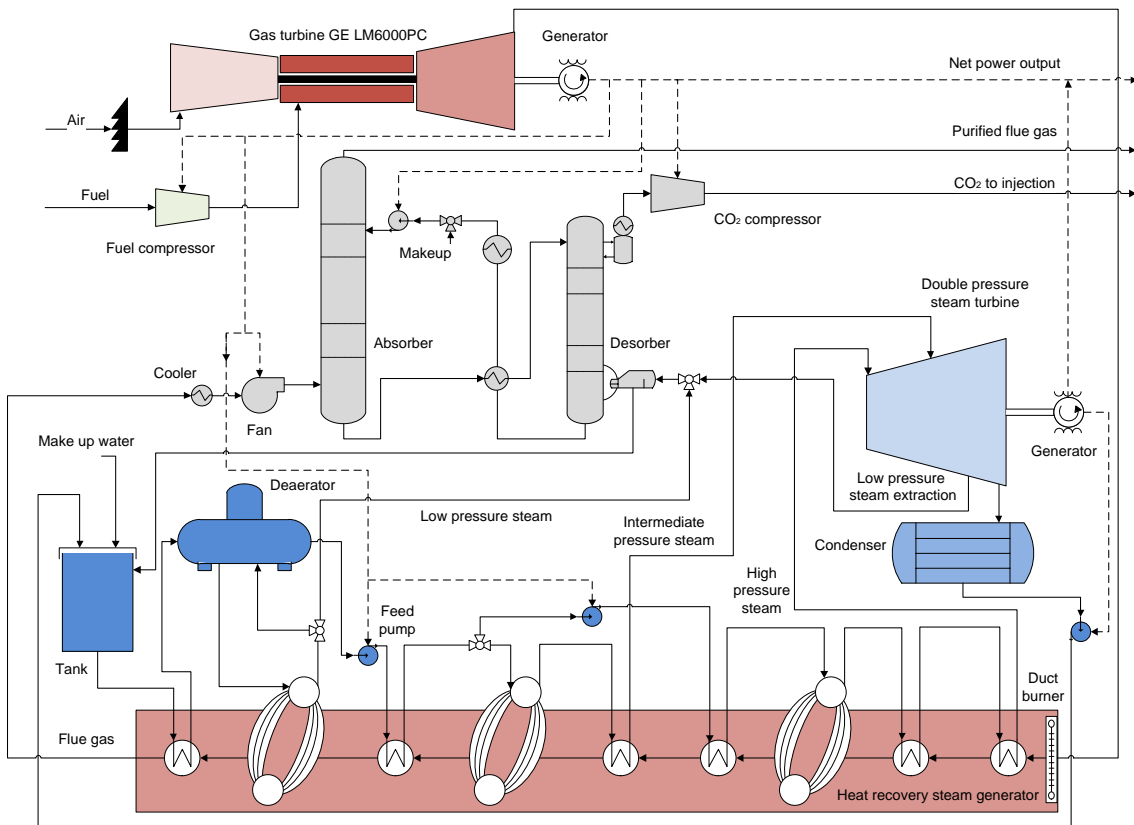 Gas turbine GE LM6000PC
Generator
Net power output
Air
Purified flue gas
Fuel
CO₂ to injection
CO₂ compressor
Fuel compressor
Makeup
Double pressure
steam turbine
Absorber
Desorber
Cooler
Fan
Generator
Make up water
Low pressure
steam extraction
Deaerator
Low pressure steam
Intermediate
pressure steam
Condenser
High
pressure
steam
Feed
pump
Tank
Duct
burner
Flue gas
Heat recovery steam generator